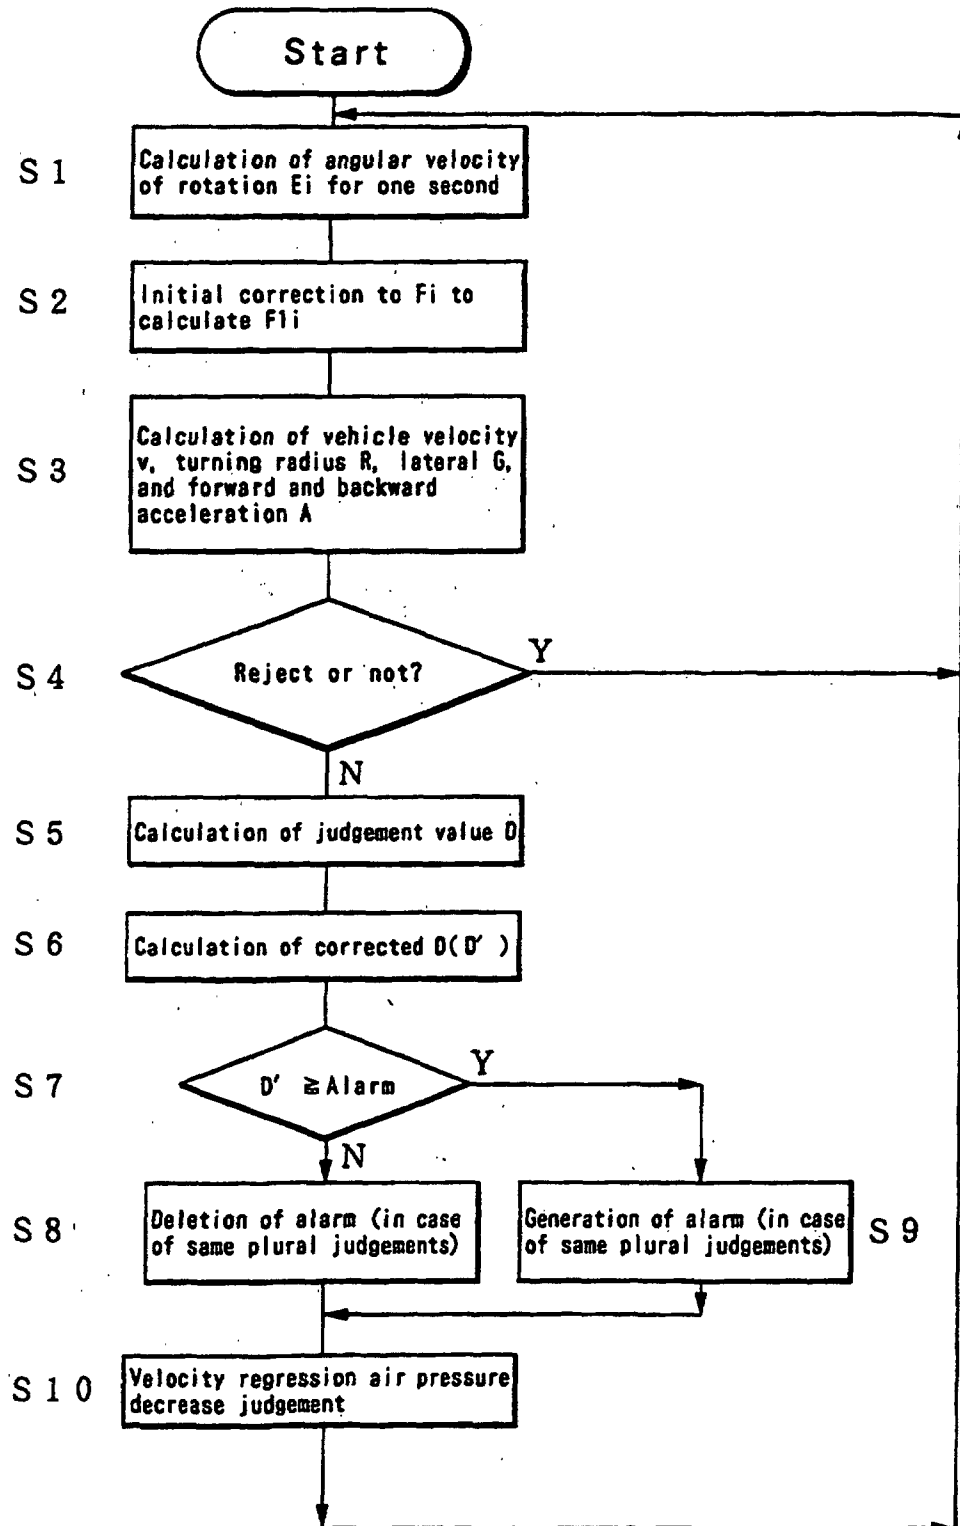 Start
S 1
Calculation of angular velocity
of rotation Ei for one second
S 2
Initial correction to Fi to
calculate F1i
S 3
Calculation of vehicle velocity
v, turning radius R, lateral G,
and forward and backward
acceleration A
S 4
Reject or not?
Y
N
S 5
Calculation of judgement value D
S 6
Calculation of corrected D(D′ )
S 7
D′ ≧Alarm
Y
N
S 8
Deletion of alarm (in case
of same plural judgements)
Generation of alarm (in case
of same plural judgements)
S 9
S 1 0
Velocity regression air pressure
decrease judgement